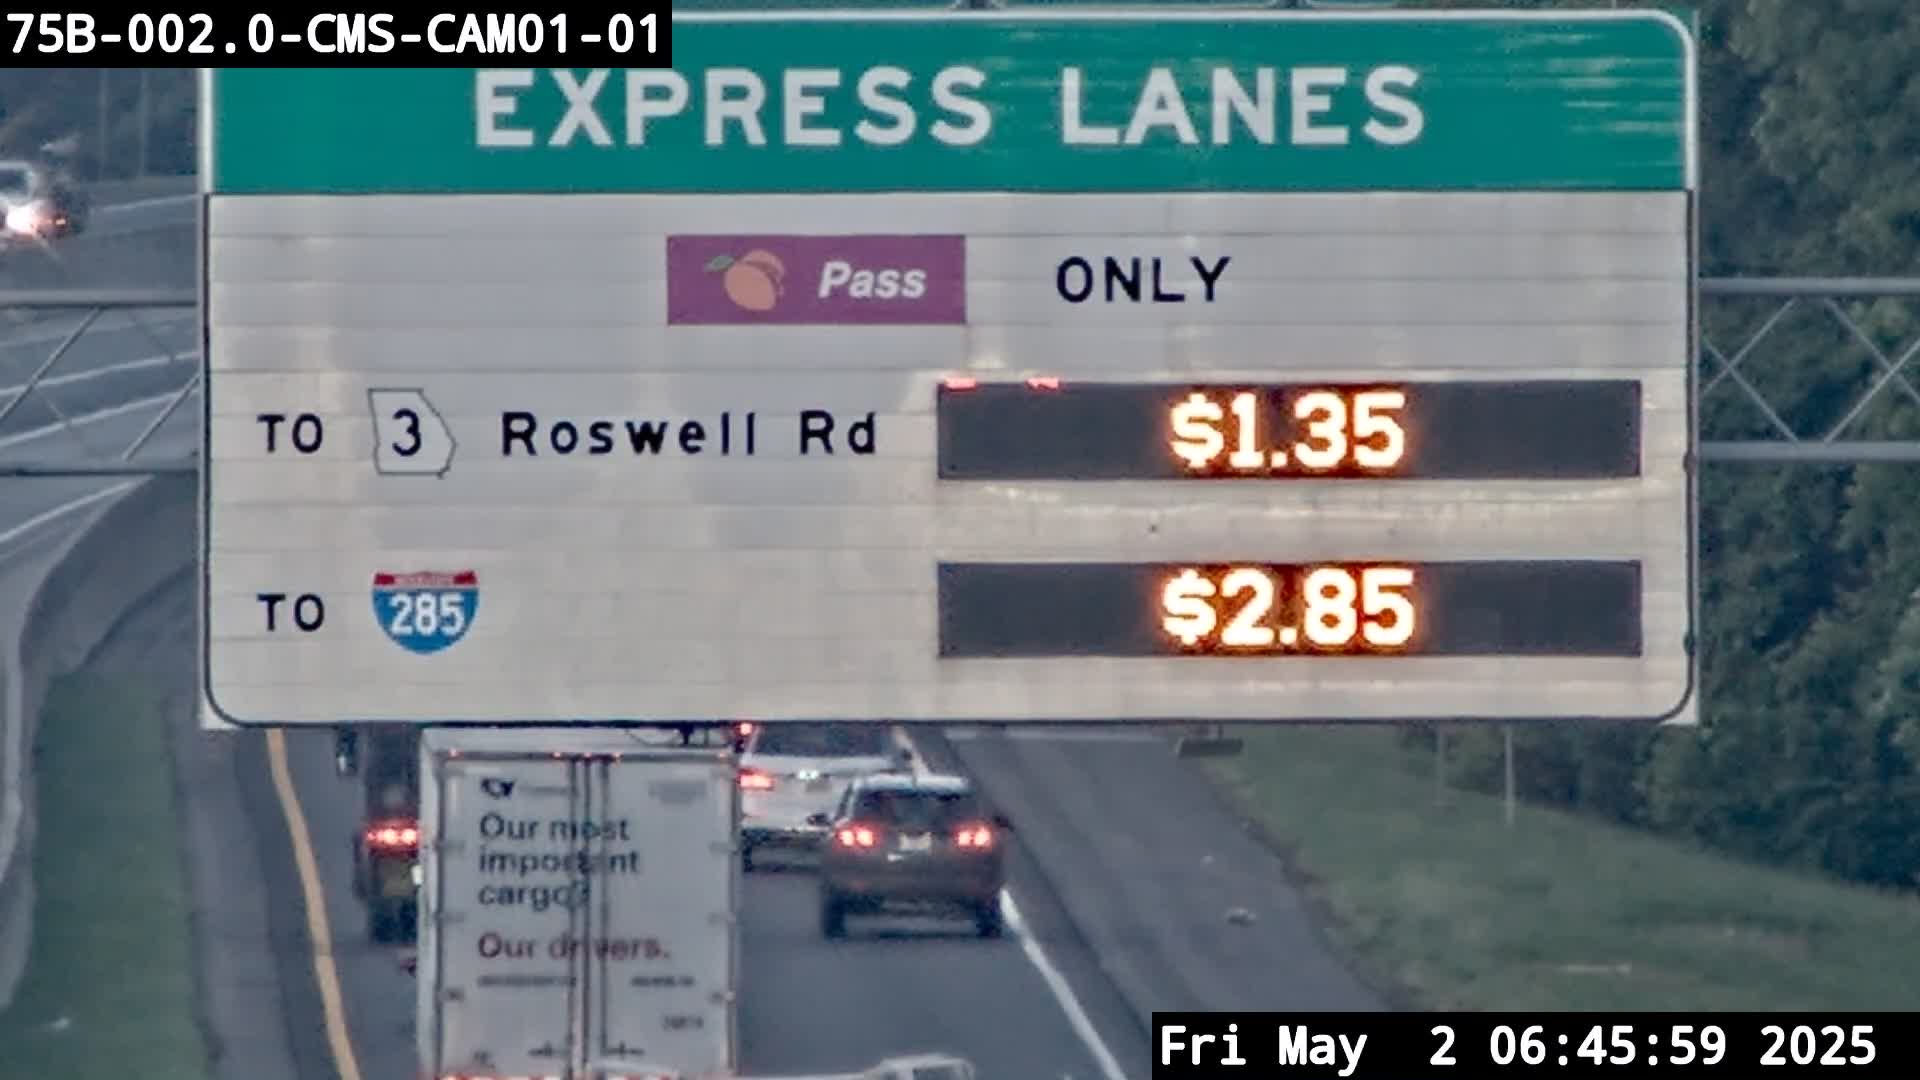 75B-002.0-CMS-CAM01-01
EXPRESS LANES
Pass ONLY
TO 3 Roswell Rd $1.35
TO 285 $2.85
Our most
important
cargo?
Our drivers.
Fri May 2 06:45:59 2025